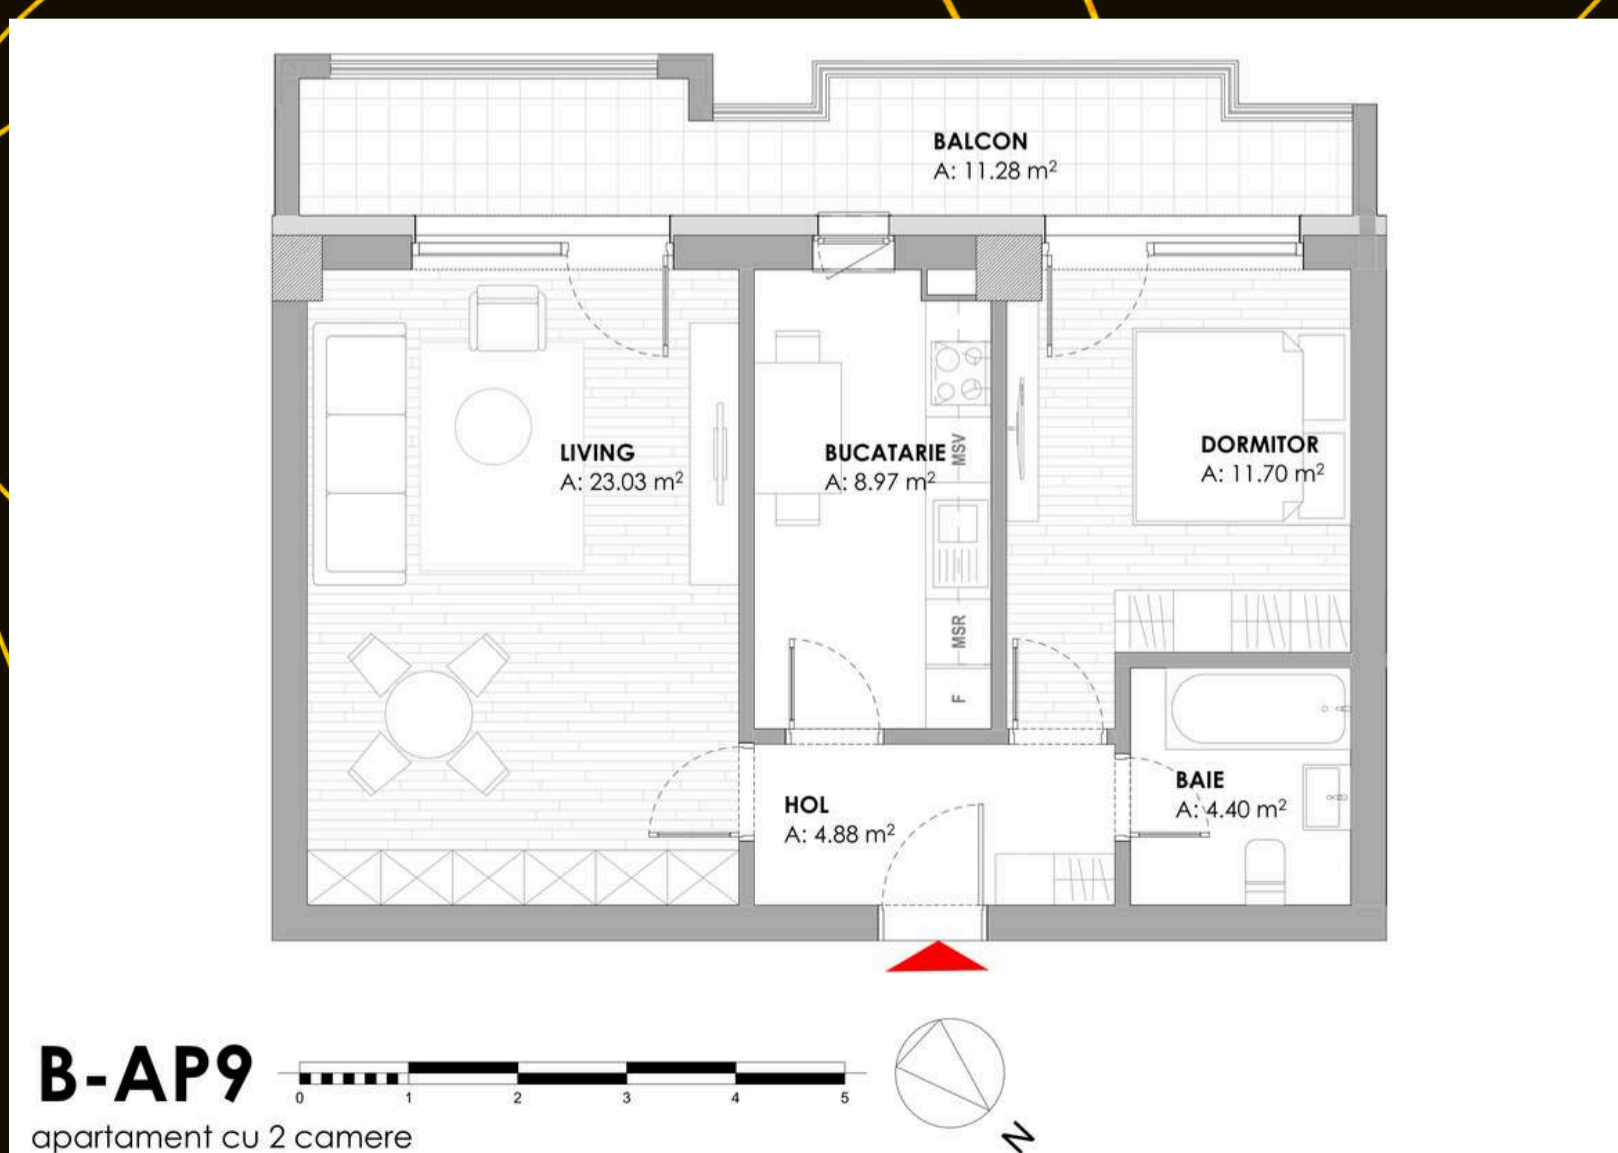 BALCON
A: 11.28 m²
LIVING
A: 23.03 m²
BUCATARIE
A: 8.97 m²
MSV
DORMITOR
A: 11.70 m²
MSR
F
HOL
A: 4.88 m²
BAIE
A: 4.40 m²
B-AP9
0 1 2 3 4 5
N
apartament cu 2 camere